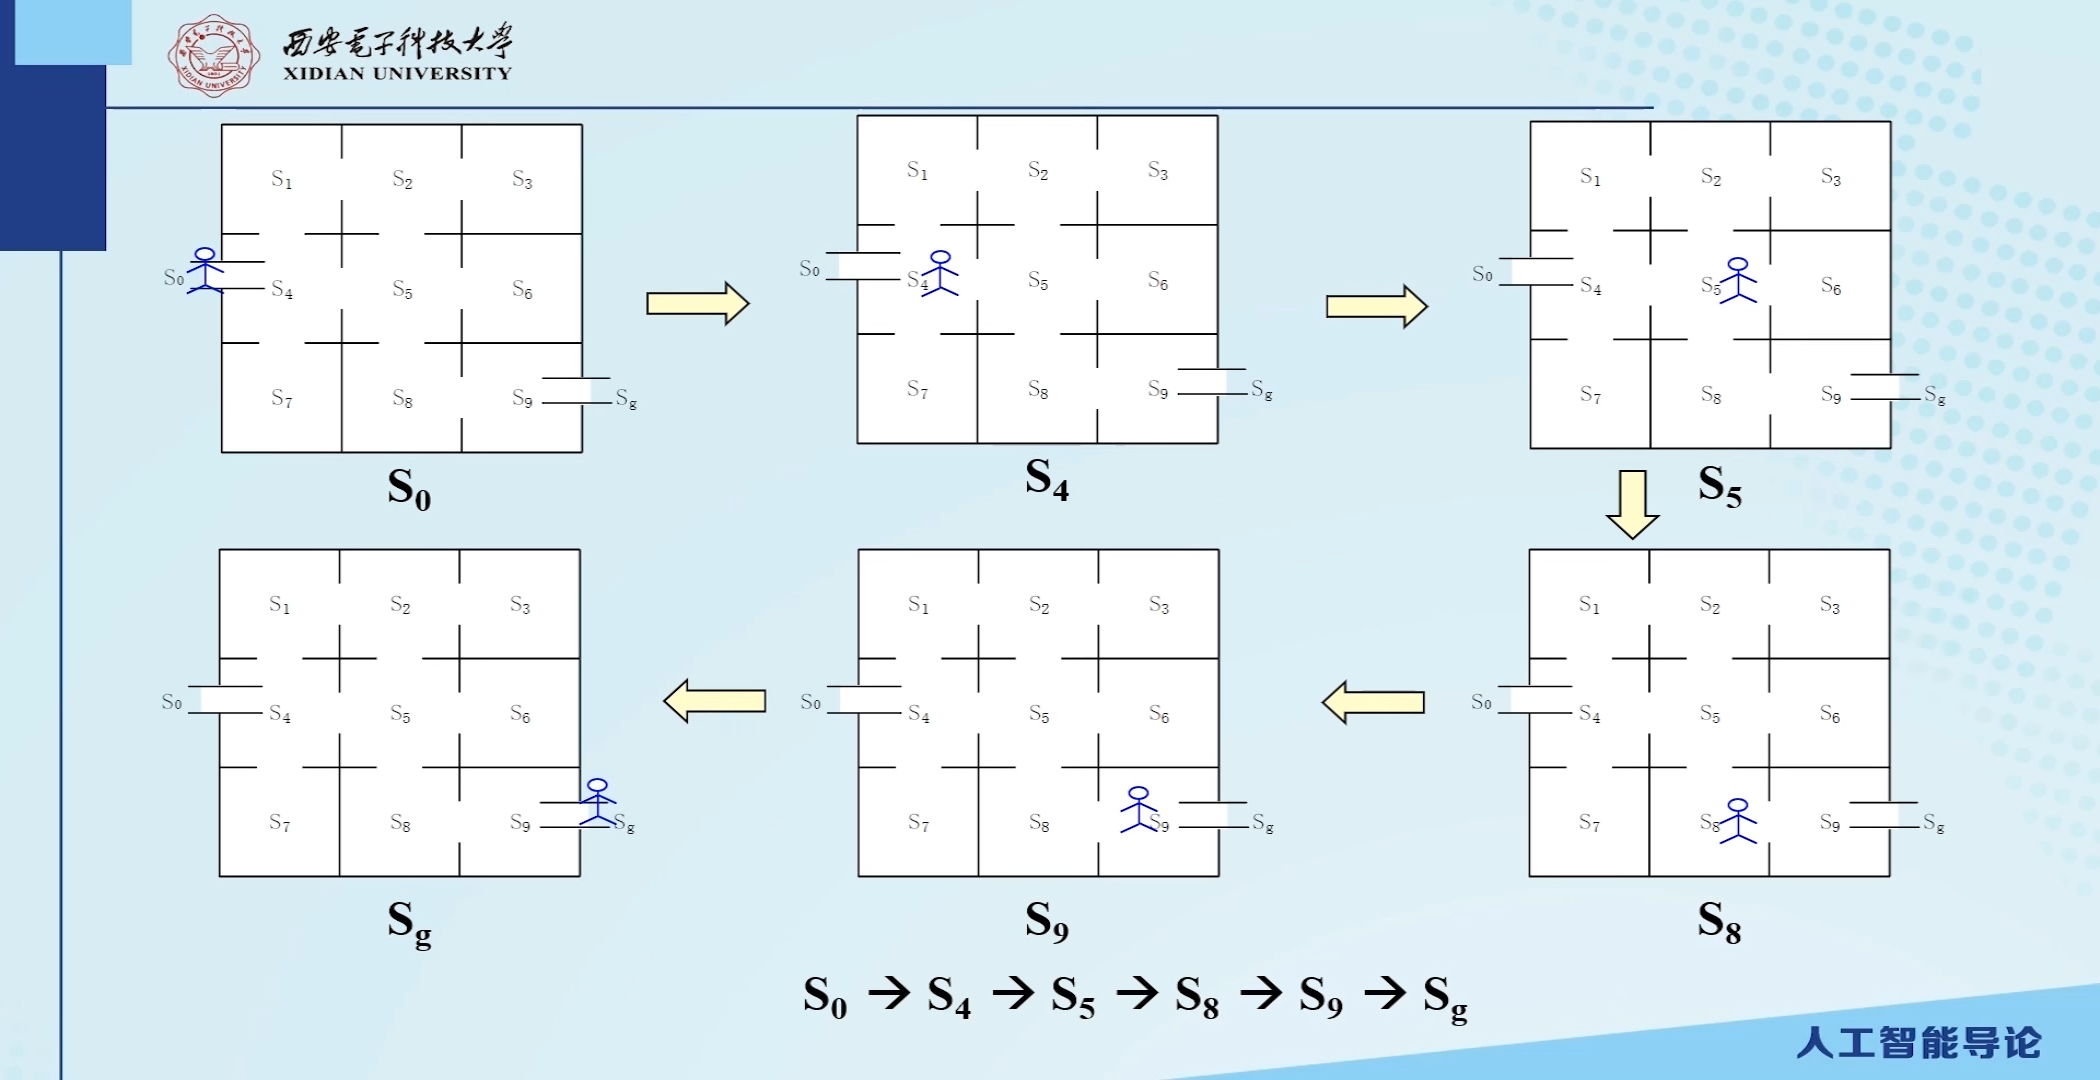 西安電子科技大学
XIDIAN UNIVERSITY
S1 S2 S3
S0 S4 S5 S6
S7 S8 S9 Sg
S0
S1 S2 S3
S0 S4 S5 S6
S7 S8 S9 Sg
S4
S1 S2 S3
S0 S4 S5 S6
S7 S8 S9 Sg
S5
S1 S2 S3
S0 S4 S5 S6
S7 S8 S9 Sg
Sg
S1 S2 S3
S0 S4 S5 S6
S7 S8 S9 Sg
S9
S1 S2 S3
S0 S4 S5 S6
S7 S8 S9 Sg
S8
S0 → S4 → S5 → S8 → S9 → Sg
人工智能导论